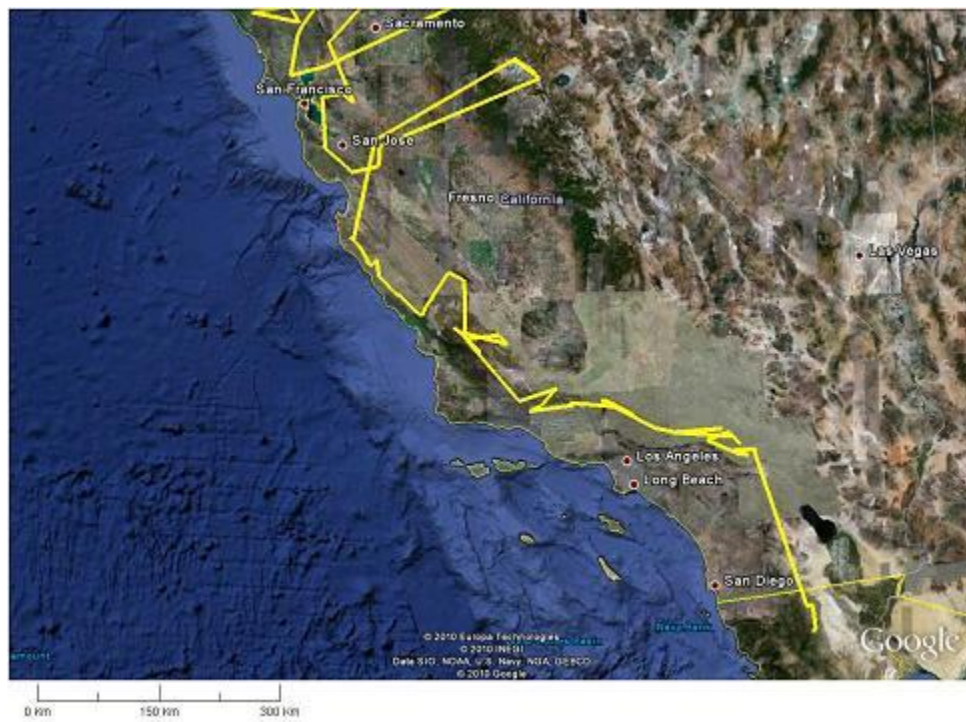 Sacramento
San Francisco
San Jose
Fresno California
Las Vegas
Los Angeles
Long Beach
San Diego
© 2010 Europa Technologies
© 2010 INEGI
Data SIO, NOAA, U.S. Navy, NGA, GEBCO
© 2010 Google
Google
0 km 150 km 300 km